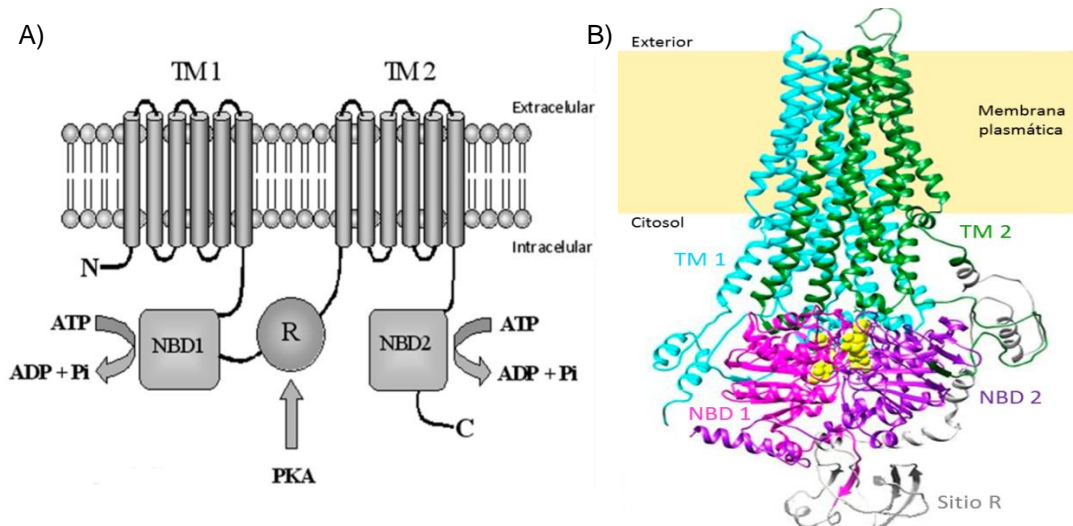 A)
TM 1
TM 2
Extracelular
Intracelular
N
ATP
ADP + Pi
NBD1
R
NBD2
ATP
ADP + Pi
C
PKA
B)
Exterior
Membrana
plasmática
Citosol
TM 1
TM 2
NBD 1
NBD 2
Sitio R